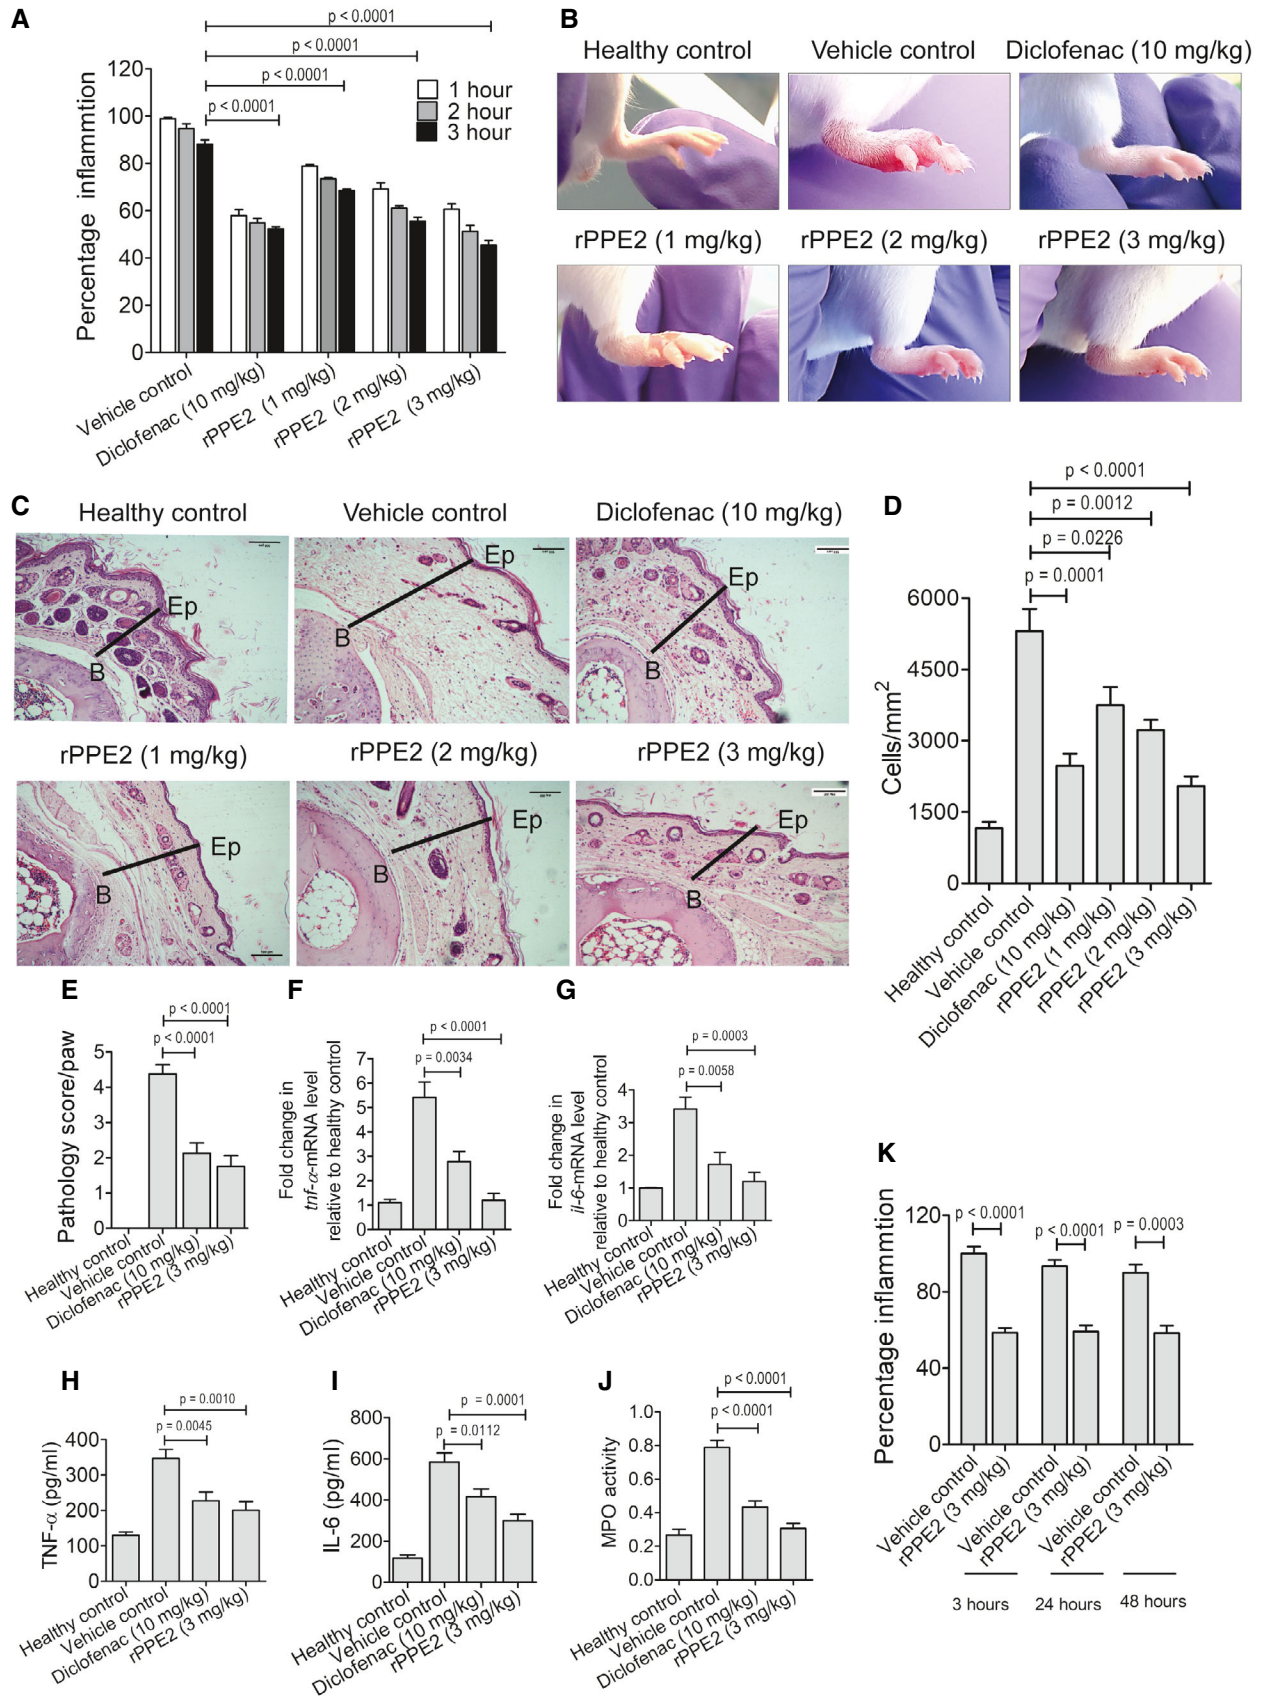 A
p < 0.0001
p < 0.0001
p < 0.0001
p < 0.0001
1 hour
2 hour
3 hour
Percentage inflammtion
120
100
80
60
40
20
0
Vehicle control
Diclofenac (10 mg/kg)
rPPE2 (1 mg/kg)
rPPE2 (2 mg/kg)
rPPE2 (3 mg/kg)
B
Healthy control
Vehicle control
Diclofenac (10 mg/kg)
rPPE2 (1 mg/kg)
rPPE2 (2 mg/kg)
rPPE2 (3 mg/kg)
C
Healthy control
Vehicle control
Diclofenac (10 mg/kg)
Ep
B
Ep
B
Ep
B
rPPE2 (1 mg/kg)
rPPE2 (2 mg/kg)
rPPE2 (3 mg/kg)
Ep
B
Ep
B
Ep
B
D
p < 0.0001
p = 0.0012
p = 0.0226
p = 0.0001
Cells/mm²
6000
4500
3000
1500
0
Healthy control
Vehicle control
Diclofenac (10 mg/kg)
rPPE2 (1 mg/kg)
rPPE2 (2 mg/kg)
rPPE2 (3 mg/kg)
E
p < 0.0001
p < 0.0001
Pathology score/paw
5
4
3
2
1
0
Healthy control
Vehicle control
Diclofenac (10 mg/kg)
rPPE2 (3 mg/kg)
F
p < 0.0001
p = 0.0034
Fold change in
tnf-α-mRNA level
relative to healthy control
7
6
5
4
3
2
1
0
Healthy control
Vehicle control
Diclofenac (10 mg/kg)
rPPE2 (3 mg/kg)
G
p = 0.0003
p = 0.0058
Fold change in
il-6-mRNA level
relative to healthy control
4
3
2
1
0
Healthy control
Vehicle control
Diclofenac (10 mg/kg)
rPPE2 (3 mg/kg)
H
p = 0.0010
p = 0.0045
TNF-α (pg/ml)
400
300
200
100
0
Healthy control
Vehicle control
Diclofenac (10 mg/kg)
rPPE2 (3 mg/kg)
I
p = 0.0001
p = 0.0112
IL-6 (pg/ml)
800
600
400
200
0
Healthy control
Vehicle control
Diclofenac (10 mg/kg)
rPPE2 (3 mg/kg)
J
p < 0.0001
p < 0.0001
MPO activity
1.0
0.8
0.6
0.4
0.2
0.0
Healthy control
Vehicle control
Diclofenac (10 mg/kg)
rPPE2 (3 mg/kg)
K
p < 0.0001
p < 0.0001
p = 0.0003
Percentage inflammtion
120
80
40
0
Vehicle control
rPPE2 (3 mg/kg)
Vehicle control
rPPE2 (3 mg/kg)
Vehicle control
rPPE2 (3 mg/kg)
3 hours
24 hours
48 hours